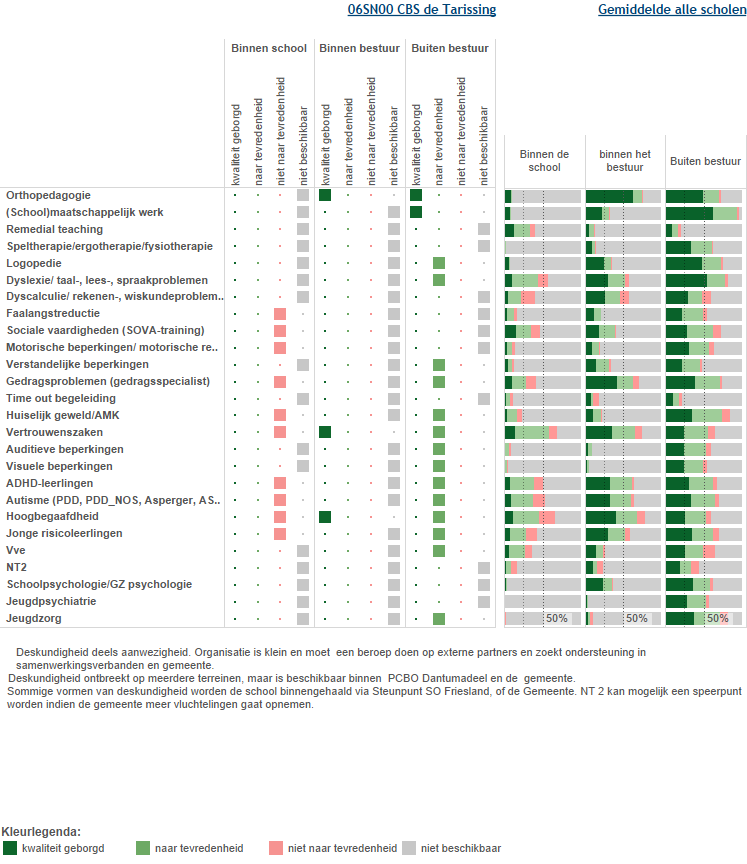 06SN00 CBS de Tarissing
Gemiddelde alle scholen
Binnen school
Binnen bestuur
Buiten bestuur
kwaliteit geborgd
naar tevredenheid
niet naar tevredenheid
niet beschikbaar
kwaliteit geborgd
naar tevredenheid
niet naar tevredenheid
niet beschikbaar
kwaliteit geborgd
naar tevredenheid
niet naar tevredenheid
niet beschikbaar
Binnen de
school
binnen het
bestuur
Buiten bestuur
Orthopedagogie
(School)maatschappelijk werk
Remedial teaching
Speltherapie/ergotherapie/fysiotherapie
Logopedie
Dyslexie/ taal-, lees-, spraakproblemen
Dyscalculie/ rekenen-, wiskundeproblem..
Faalangstreductie
Sociale vaardigheden (SOVA-training)
Motorische beperkingen/ motorische re..
Verstandelijke beperkingen
Gedragsproblemen (gedragsspecialist)
Time out begeleiding
Huiselijk geweld/AMK
Vertrouwenszaken
Auditieve beperkingen
Visuele beperkingen
ADHD-leerlingen
Autisme (PDD, PDD_NOS, Asperger, AS..
Hoogbegaafdheid
Jonge risicoleerlingen
Vve
NT2
Schoolpsychologie/GZ psychologie
Jeugdpsychiatrie
Jeugdzorg
50%
50%
50%
Deskundigheid deels aanwezigheid. Organisatie is klein en moet een beroep doen op externe partners en zoekt ondersteuning in
samenwerkingsverbanden en gemeente.
Deskundigheid ontbreekt op meerdere terreinen, maar is beschikbaar binnen PCBO Dantumadeel en de gemeente.
Sommige vormen van deskundigheid worden de school binnengehaald via Steunpunt SO Friesland, of de Gemeente. NT 2 kan mogelijk een speerpunt
worden indien de gemeente meer vluchtelingen gaat opnemen.
Kleurlegenda:
kwaliteit geborgd
naar tevredenheid
niet naar tevredenheid
niet beschikbaar